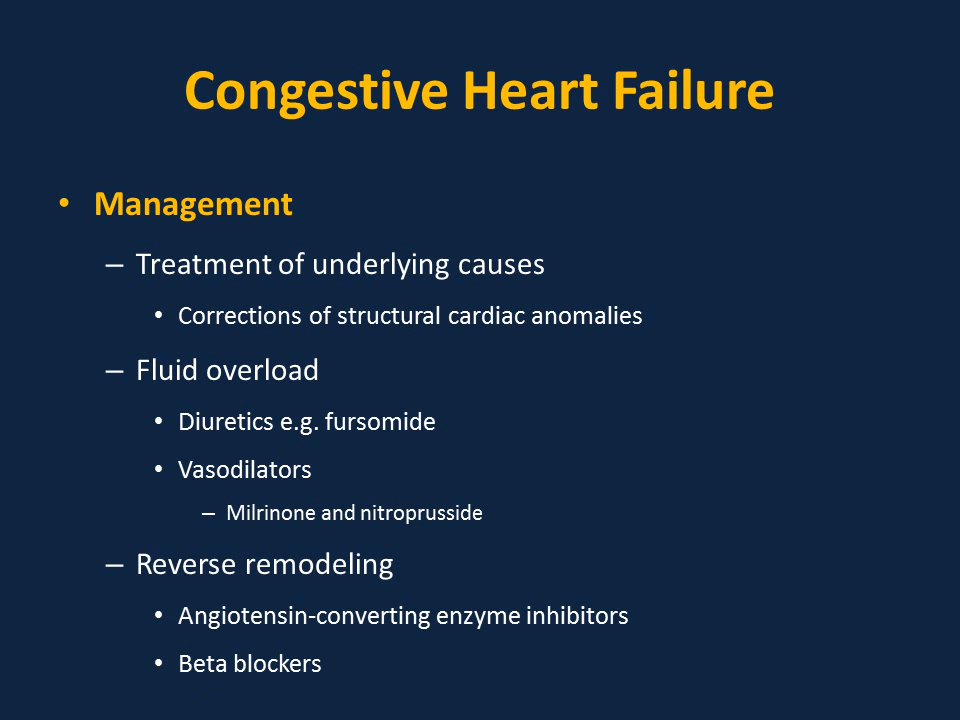 Congestive Heart Failure
• Management
– Treatment of underlying causes
• Corrections of structural cardiac anomalies
– Fluid overload
• Diuretics e.g. fursomide
• Vasodilators
– Milrinone and nitroprusside
– Reverse remodeling
• Angiotensin-converting enzyme inhibitors
• Beta blockers